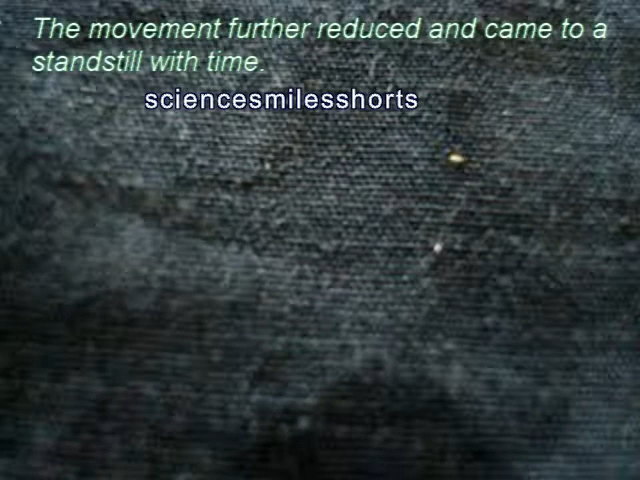 The movement further reduced and came to a
standstill with time.
sciencesmilesshorts